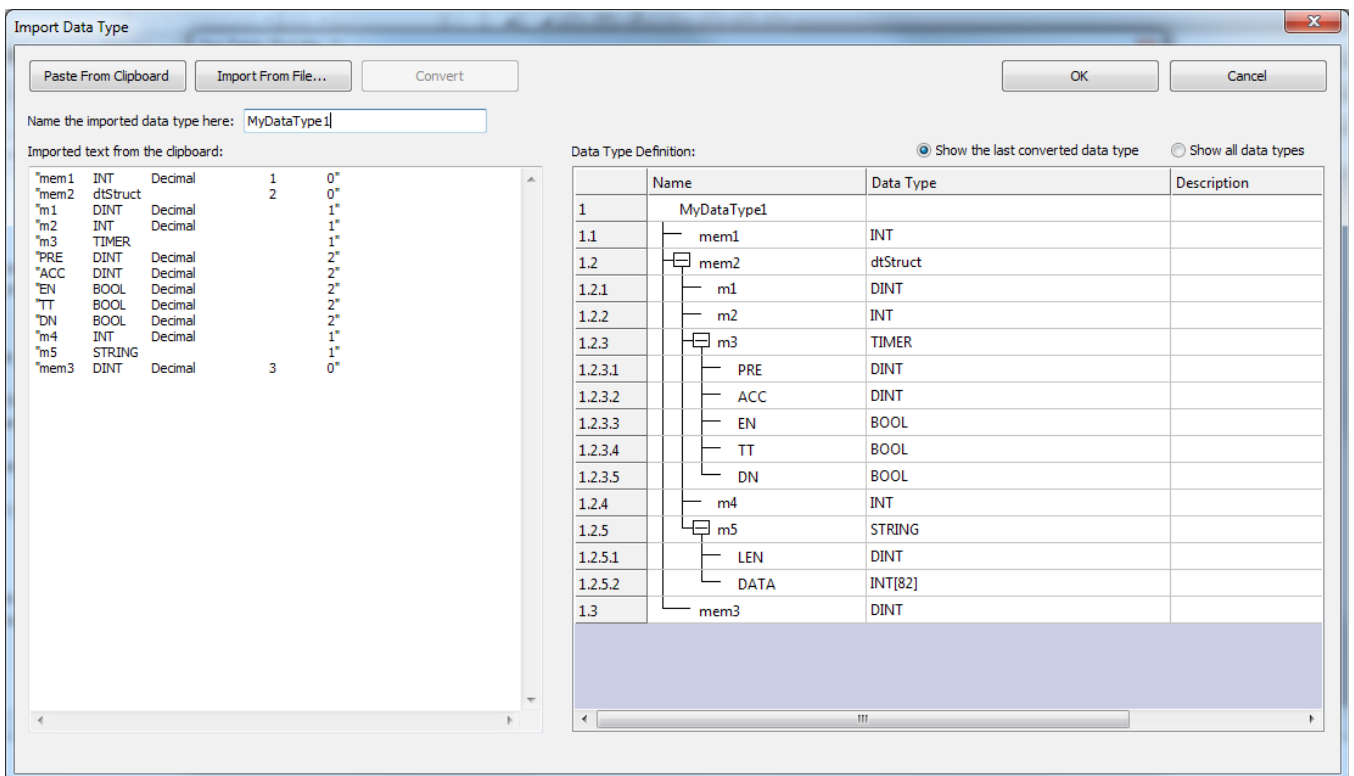 Import Data Type
Paste From Clipboard Import From File... Convert OK Cancel
Name the imported data type here: MyDataType1
Imported text from the clipboard:
"mem1 INT Decimal 1 0"
"mem2 dtStruct 2 0"
"m1 DINT Decimal 1"
"m2 INT Decimal 1"
"m3 TIMER 1"
"PRE DINT Decimal 2"
"ACC DINT Decimal 2"
"EN BOOL Decimal 2"
"TT BOOL Decimal 2"
"DN BOOL Decimal 2"
"m4 INT Decimal 1"
"m5 STRING 1"
"mem3 DINT Decimal 3 0"
Data Type Definition: Show the last converted data type Show all data types
Name Data Type Description
1 MyDataType1
1.1 mem1 INT
1.2 mem2 dtStruct
1.2.1 m1 DINT
1.2.2 m2 INT
1.2.3 m3 TIMER
1.2.3.1 PRE DINT
1.2.3.2 ACC DINT
1.2.3.3 EN BOOL
1.2.3.4 TT BOOL
1.2.3.5 DN BOOL
1.2.4 m4 INT
1.2.5 m5 STRING
1.2.5.1 LEN DINT
1.2.5.2 DATA INT[82]
1.3 mem3 DINT